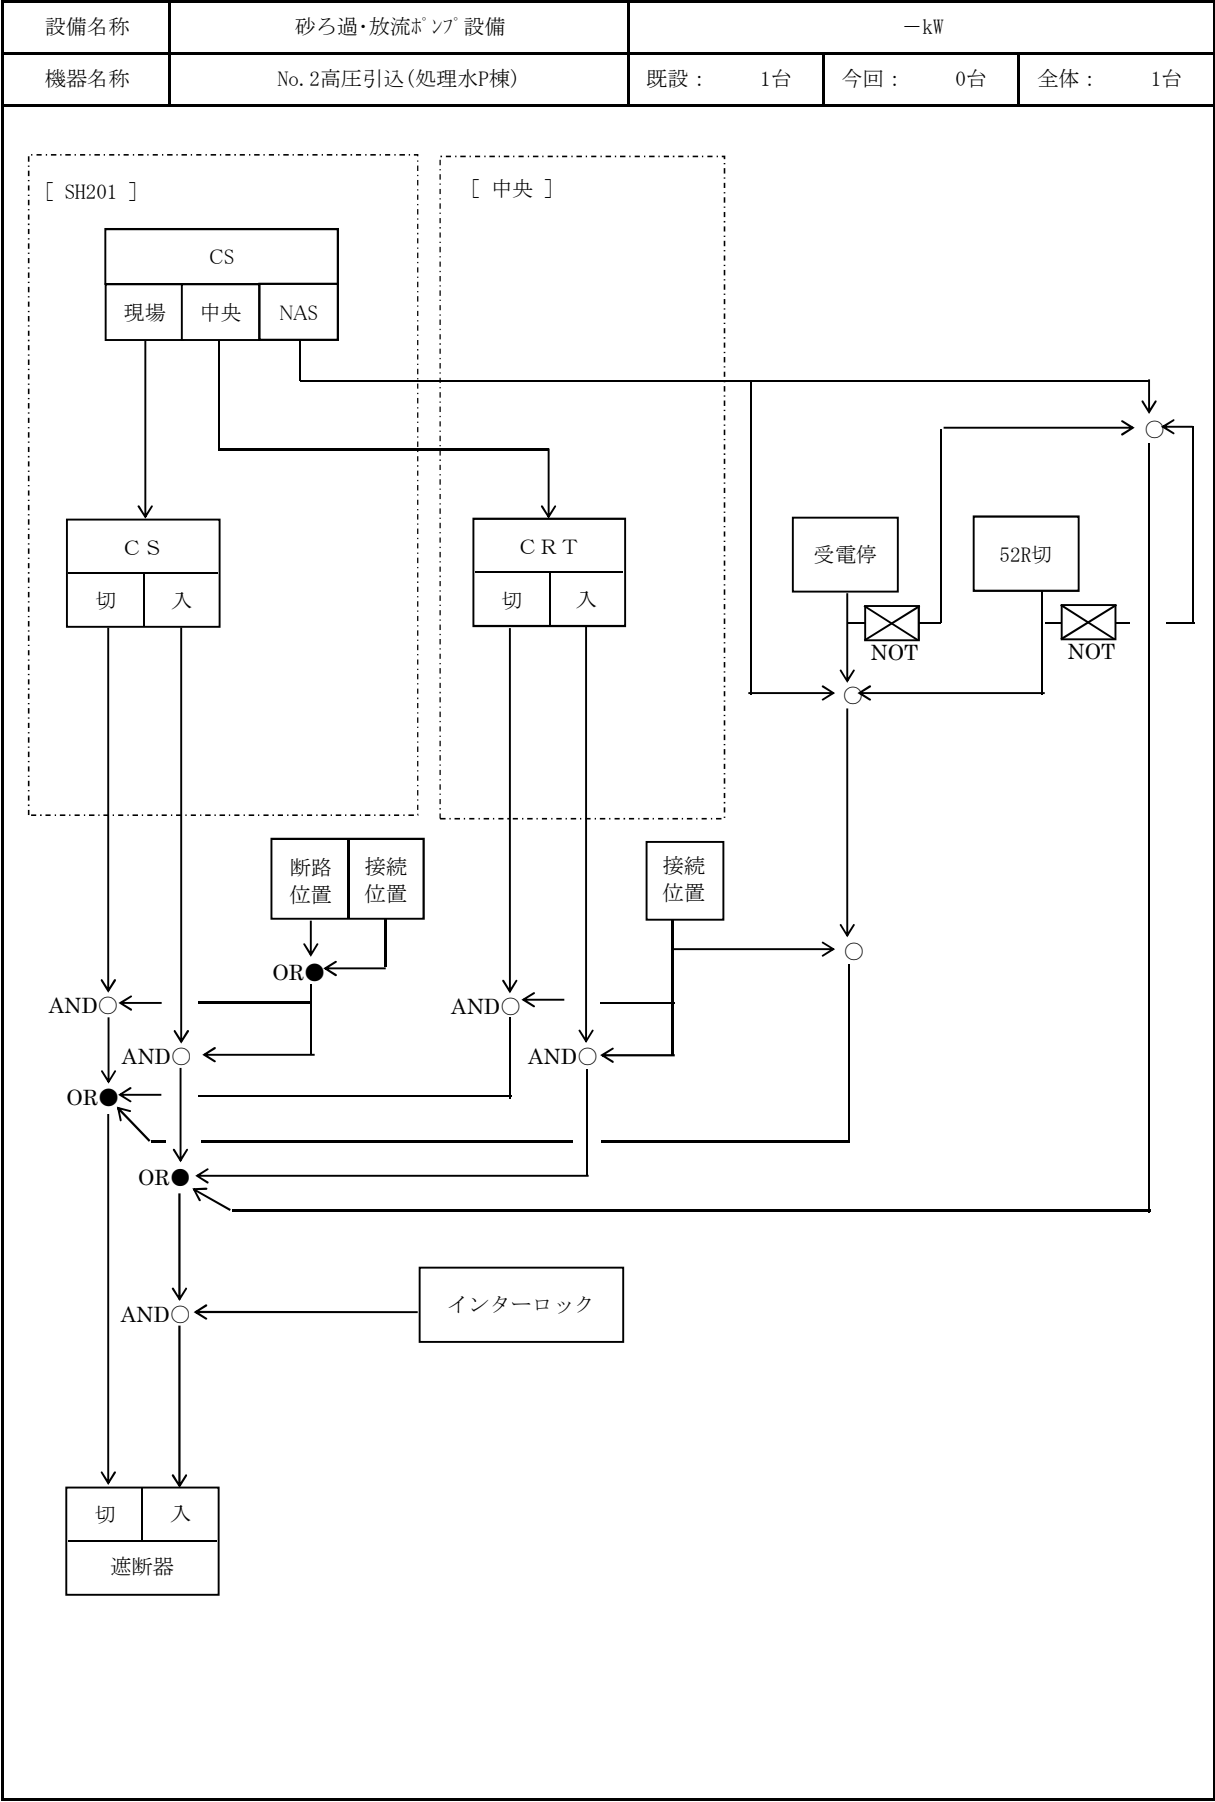 設備名称 砂ろ過・放流ﾎﾟﾝﾌﾟ設備 －kW
機器名称 No.2高圧引込(処理水P棟) 既設： 1台 今回： 0台 全体： 1台
[ SH201 ]
[ 中央 ]
CS
現場 中央 NAS
ＣＳ
切 入
ＣＲＴ
切 入
受電停
52R切
NOT
NOT
断路
位置
接続
位置
接続
位置
OR
AND
AND
AND
AND
OR
OR
AND
インターロック
切 入
遮断器